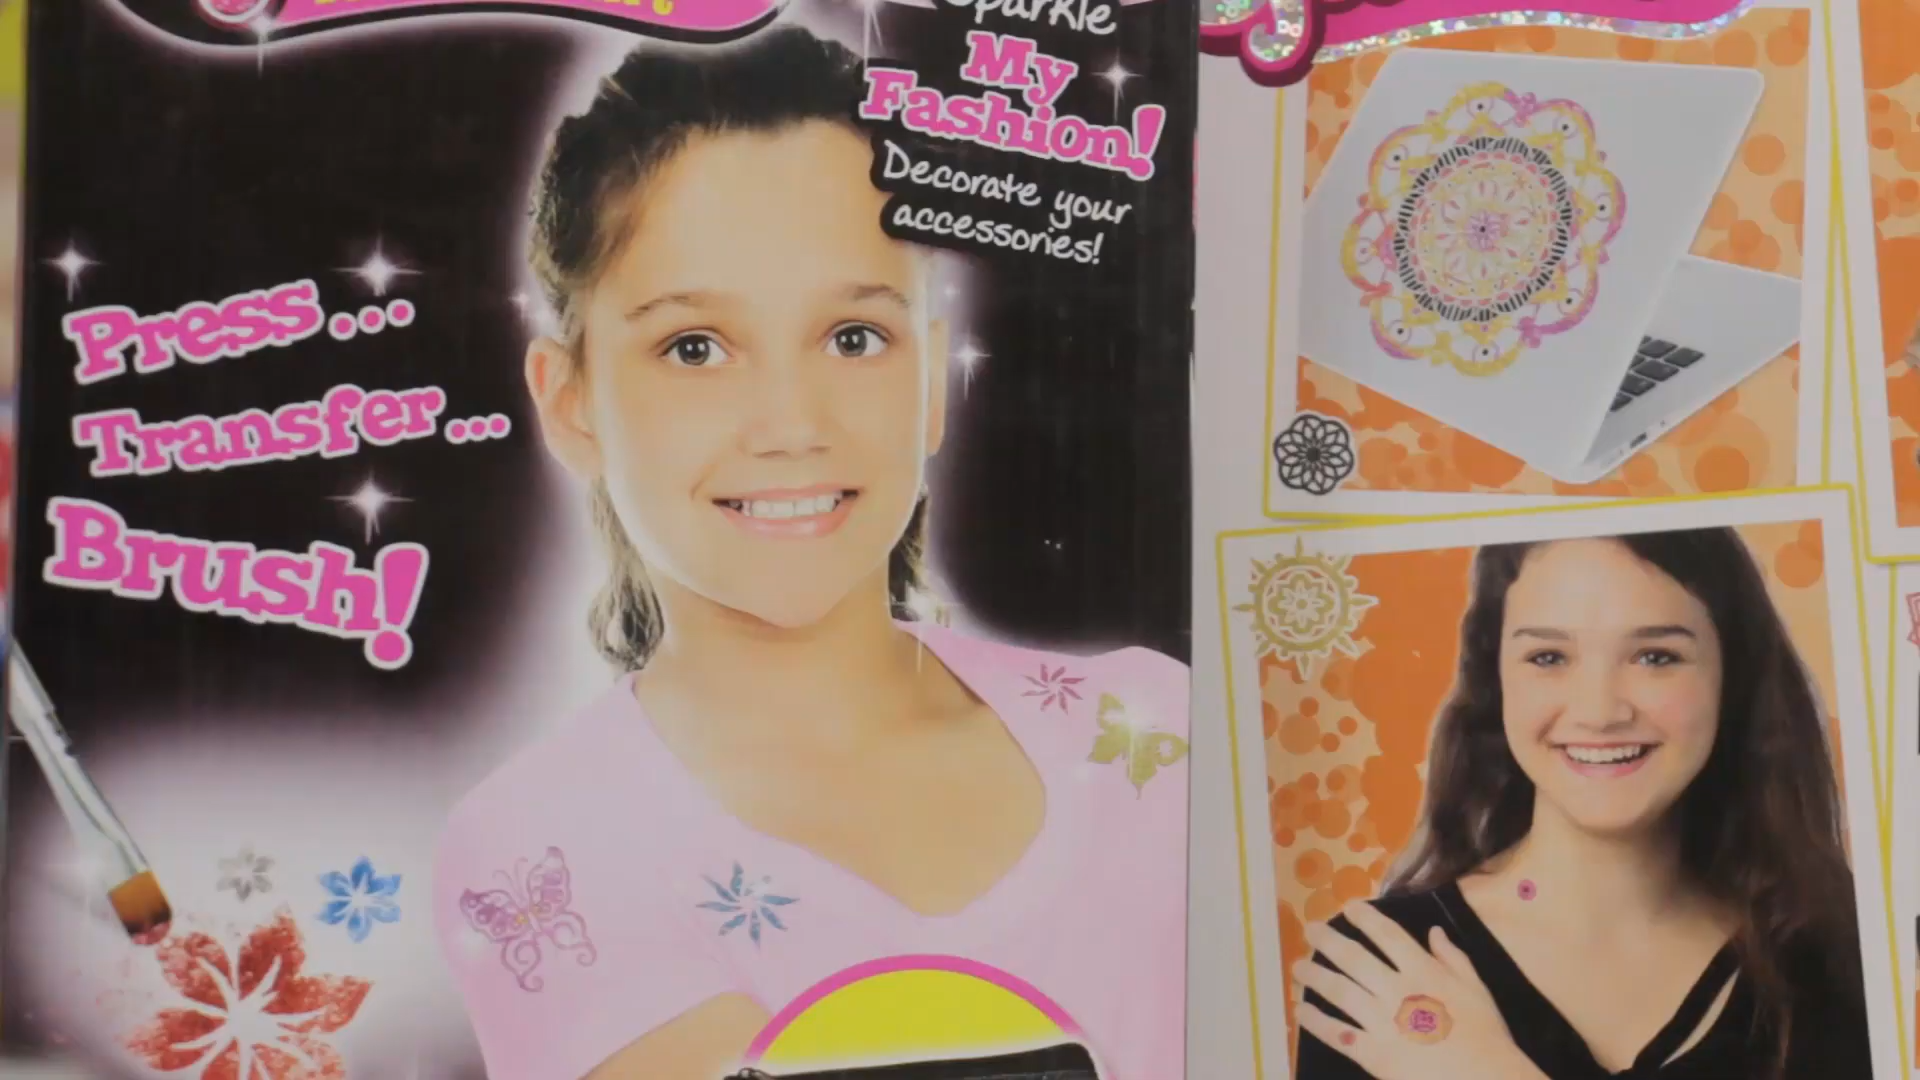 Sparkle
My
Fashion!
Decorate your
accessories!
Press...
Transfer...
Brush!